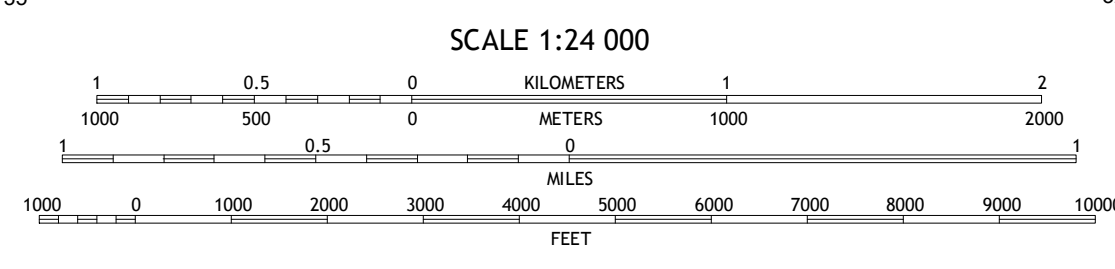 SCALE 1:24 000
1 0.5 0 KILOMETERS 1 2
1000 500 0 METERS 1000 2000
1 0.5 0 1
MILES
1000 0 1000 2000 3000 4000 5000 6000 7000 8000 9000 10000
FEET